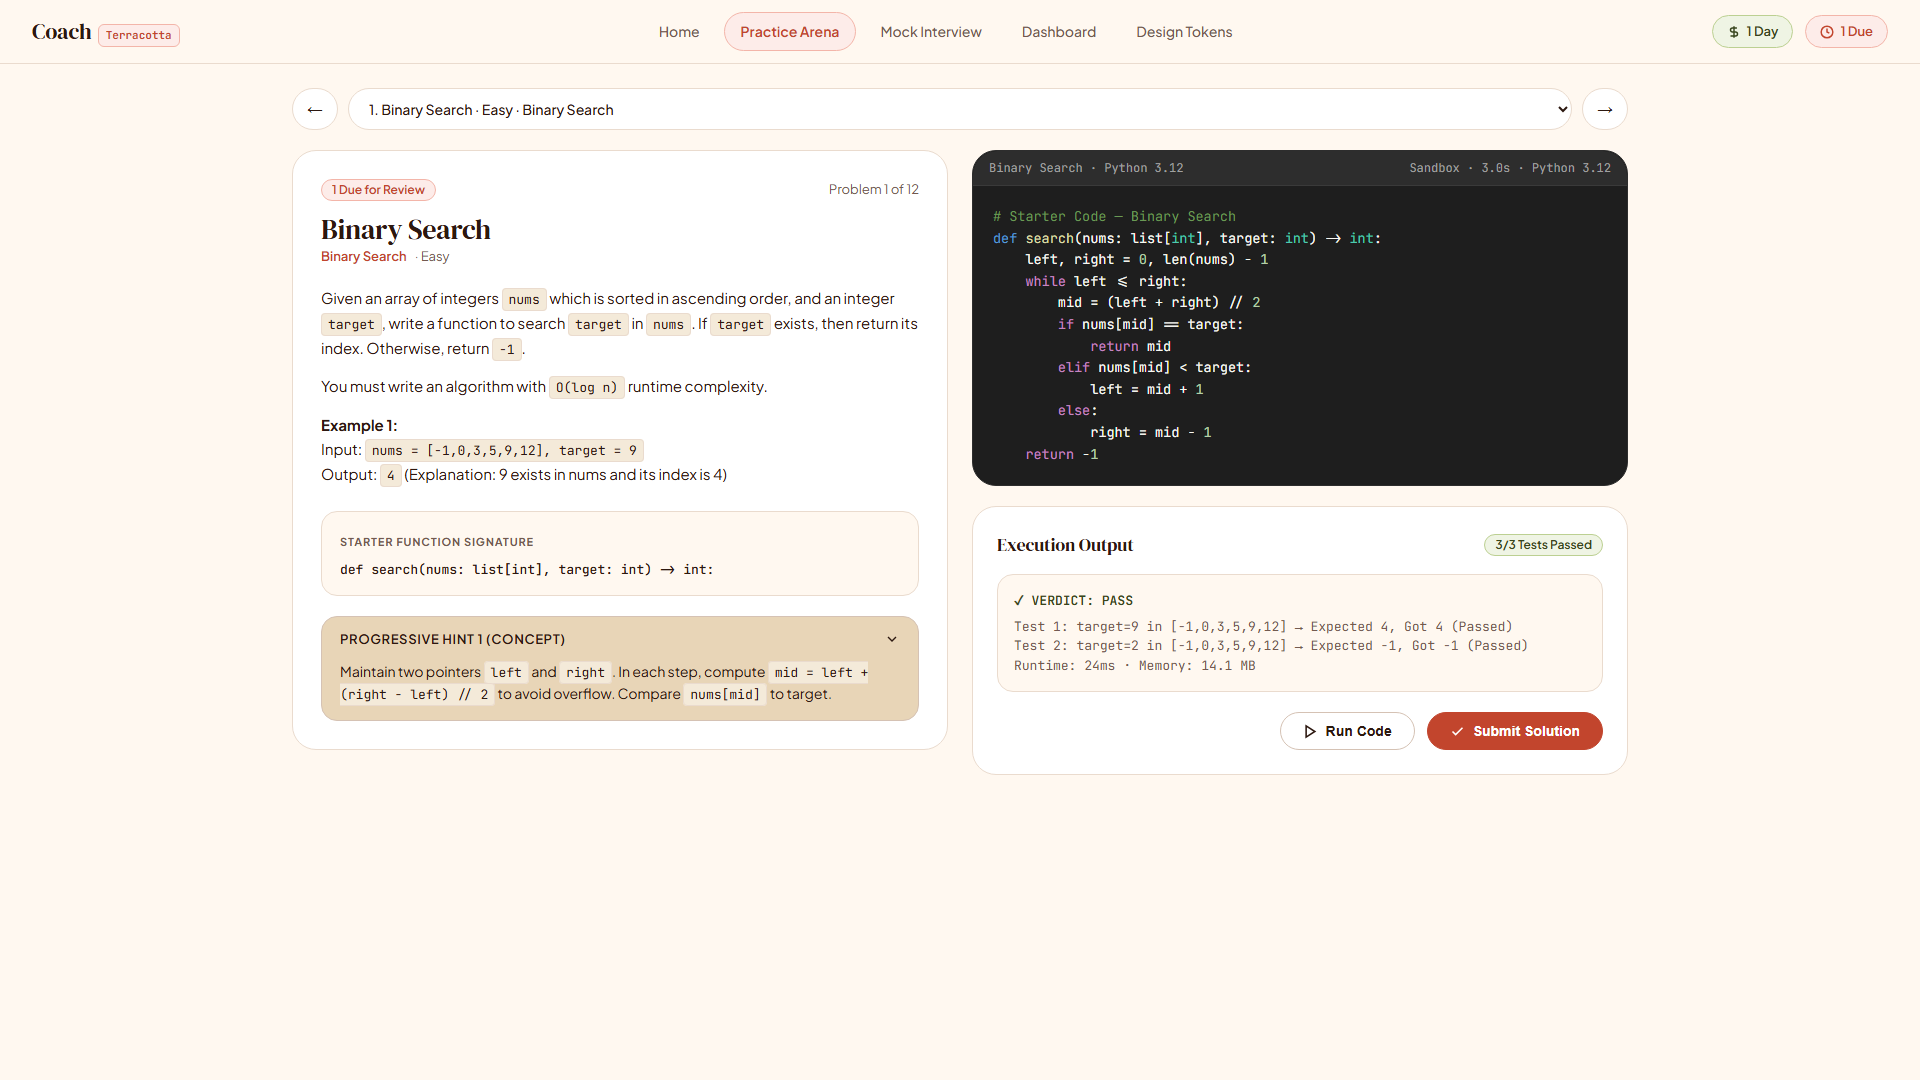 Coach Terracotta
Home Practice Arena Mock Interview Dashboard Design Tokens
$ 1 Day 1 Due
← 1. Binary Search · Easy · Binary Search →
1 Due for Review Problem 1 of 12
Binary Search
Binary Search · Easy
Given an array of integers nums which is sorted in ascending order, and an integer
target, write a function to search target in nums. If target exists, then return its
index. Otherwise, return -1.
You must write an algorithm with O(log n) runtime complexity.
Example 1:
Input: nums = [-1,0,3,5,9,12], target = 9
Output: 4 (Explanation: 9 exists in nums and its index is 4)
STARTER FUNCTION SIGNATURE
def search(nums: list[int], target: int) -> int:
PROGRESSIVE HINT 1 (CONCEPT)
Maintain two pointers left and right. In each step, compute mid = left +
(right - left) // 2 to avoid overflow. Compare nums[mid] to target.
Binary Search · Python 3.12 Sandbox · 3.0s · Python 3.12
# Starter Code — Binary Search
def search(nums: list[int], target: int) -> int:
    left, right = 0, len(nums) - 1
    while left <= right:
        mid = (left + right) // 2
        if nums[mid] == target:
            return mid
        elif nums[mid] < target:
            left = mid + 1
        else:
            right = mid - 1
    return -1
Execution Output 3/3 Tests Passed
✓ VERDICT: PASS
Test 1: target=9 in [-1,0,3,5,9,12] → Expected 4, Got 4 (Passed)
Test 2: target=2 in [-1,0,3,5,9,12] → Expected -1, Got -1 (Passed)
Runtime: 24ms · Memory: 14.1 MB
Run Code Submit Solution